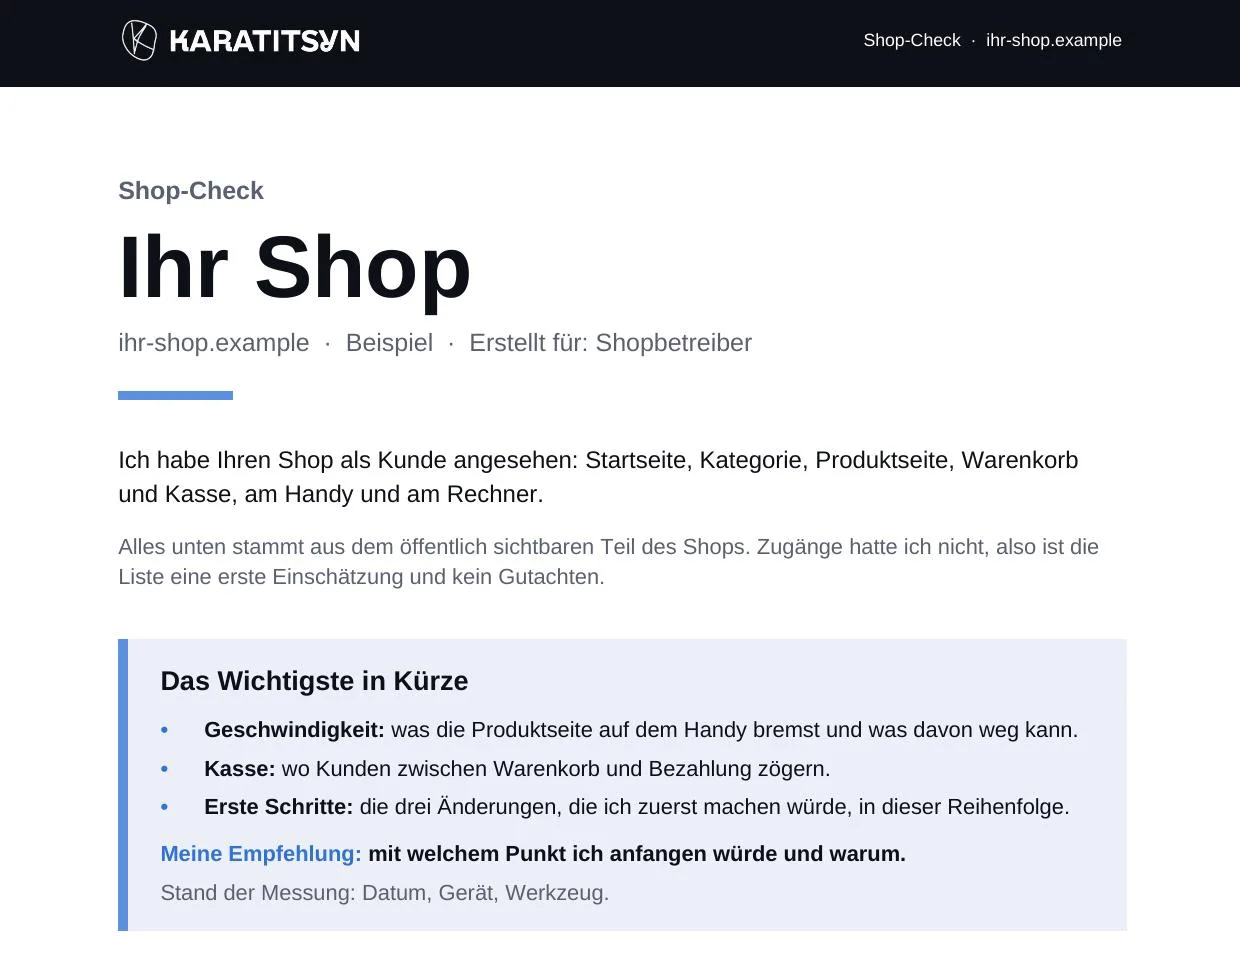 KARATITSYN
Shop-Check · ihr-shop.example
Shop-Check
Ihr Shop
ihr-shop.example · Beispiel · Erstellt für: Shopbetreiber
Ich habe Ihren Shop als Kunde angesehen: Startseite, Kategorie, Produktseite, Warenkorb
und Kasse, am Handy und am Rechner.
Alles unten stammt aus dem öffentlich sichtbaren Teil des Shops. Zugänge hatte ich nicht, also ist die
Liste eine erste Einschätzung und kein Gutachten.
Das Wichtigste in Kürze
• Geschwindigkeit: was die Produktseite auf dem Handy bremst und was davon weg kann.
• Kasse: wo Kunden zwischen Warenkorb und Bezahlung zögern.
• Erste Schritte: die drei Änderungen, die ich zuerst machen würde, in dieser Reihenfolge.
Meine Empfehlung: mit welchem Punkt ich anfangen würde und warum.
Stand der Messung: Datum, Gerät, Werkzeug.